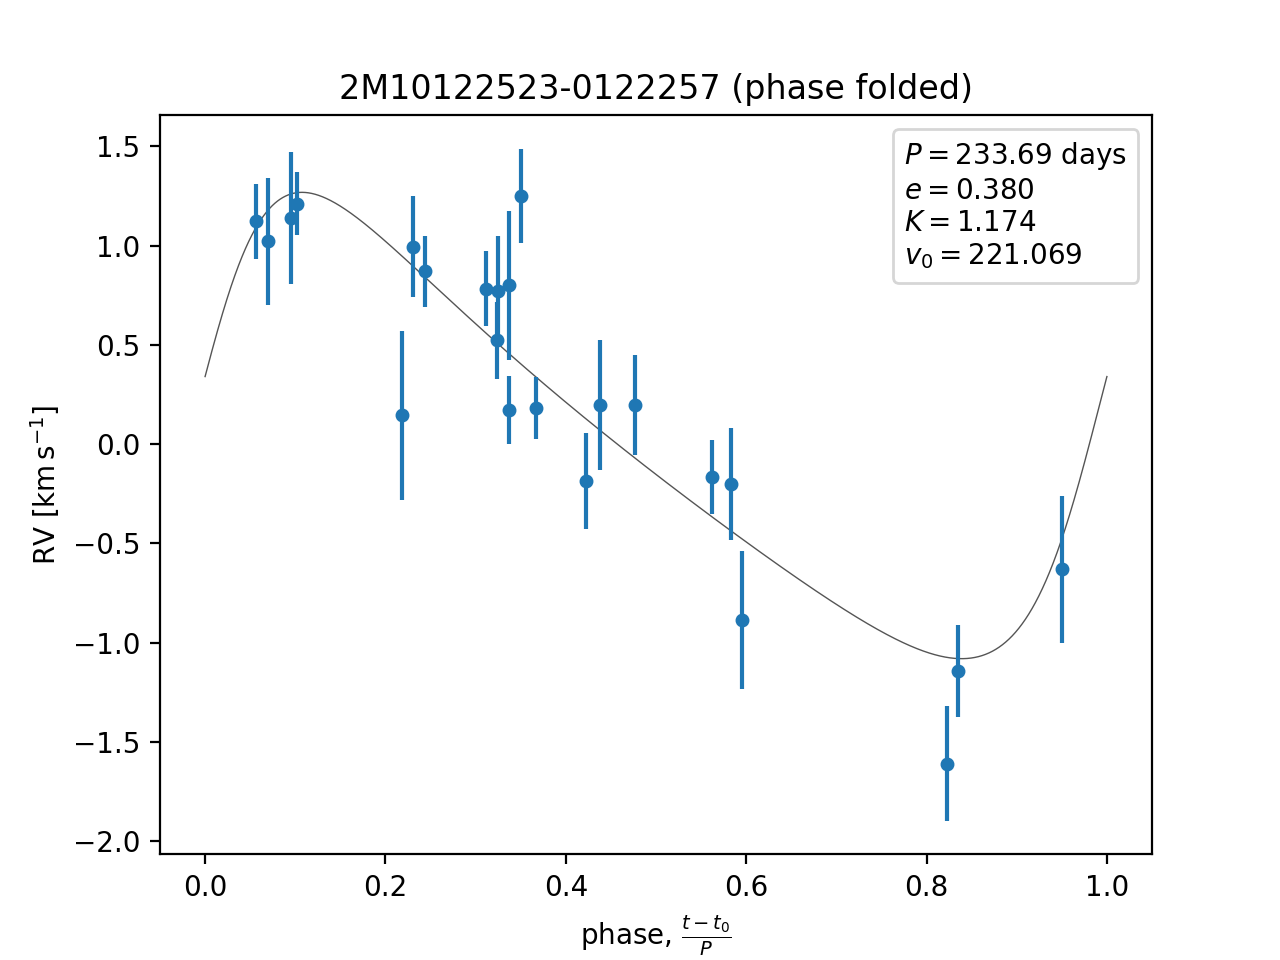 2M10122523-0122257 (phase folded)
P = 233.69 days
e = 0.380
K = 1.174
v₀ = 221.069
1.5
1.0
0.5
0.0
−0.5
−1.0
−1.5
−2.0
RV [km s⁻¹]
0.0 0.2 0.4 0.6 0.8 1.0
phase, (t − t₀)/P